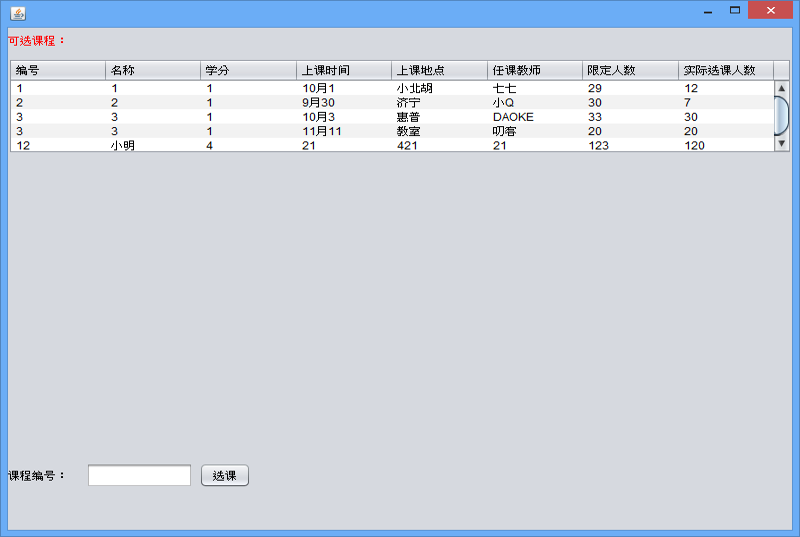 可选课程：
编号 名称 学分 上课时间 上课地点 任课教师 限定人数 实际选课人数
1 1 1 10月1 小北胡 七七 29 12
2 2 1 9月30 济宁 小Q 30 7
3 3 1 10月3 惠普 DAOKE 33 30
3 3 1 11月11 教室 叨客 20 20
12 小明 4 21 421 21 123 120
课程编号： 选课